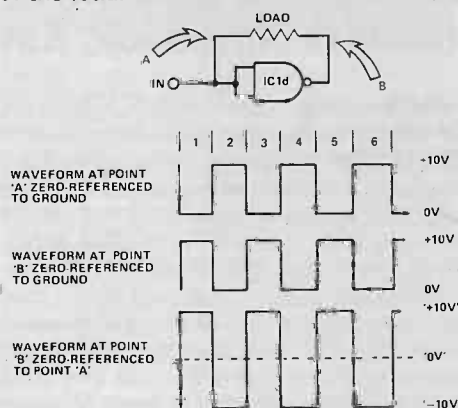 LOAD
A
IN
IC1d
B
1 2 3 4 5 6
WAVEFORM AT POINT
'A' ZERO-REFERENCED
TO GROUND
+10V
0V
WAVEFORM AT POINT
'B' ZERO-REFERENCED
TO GROUND
+10V
0V
WAVEFORM AT POINT
'B' ZERO-REFERENCED
TO POINT 'A'
'+10V'
'0V'
'-10V'